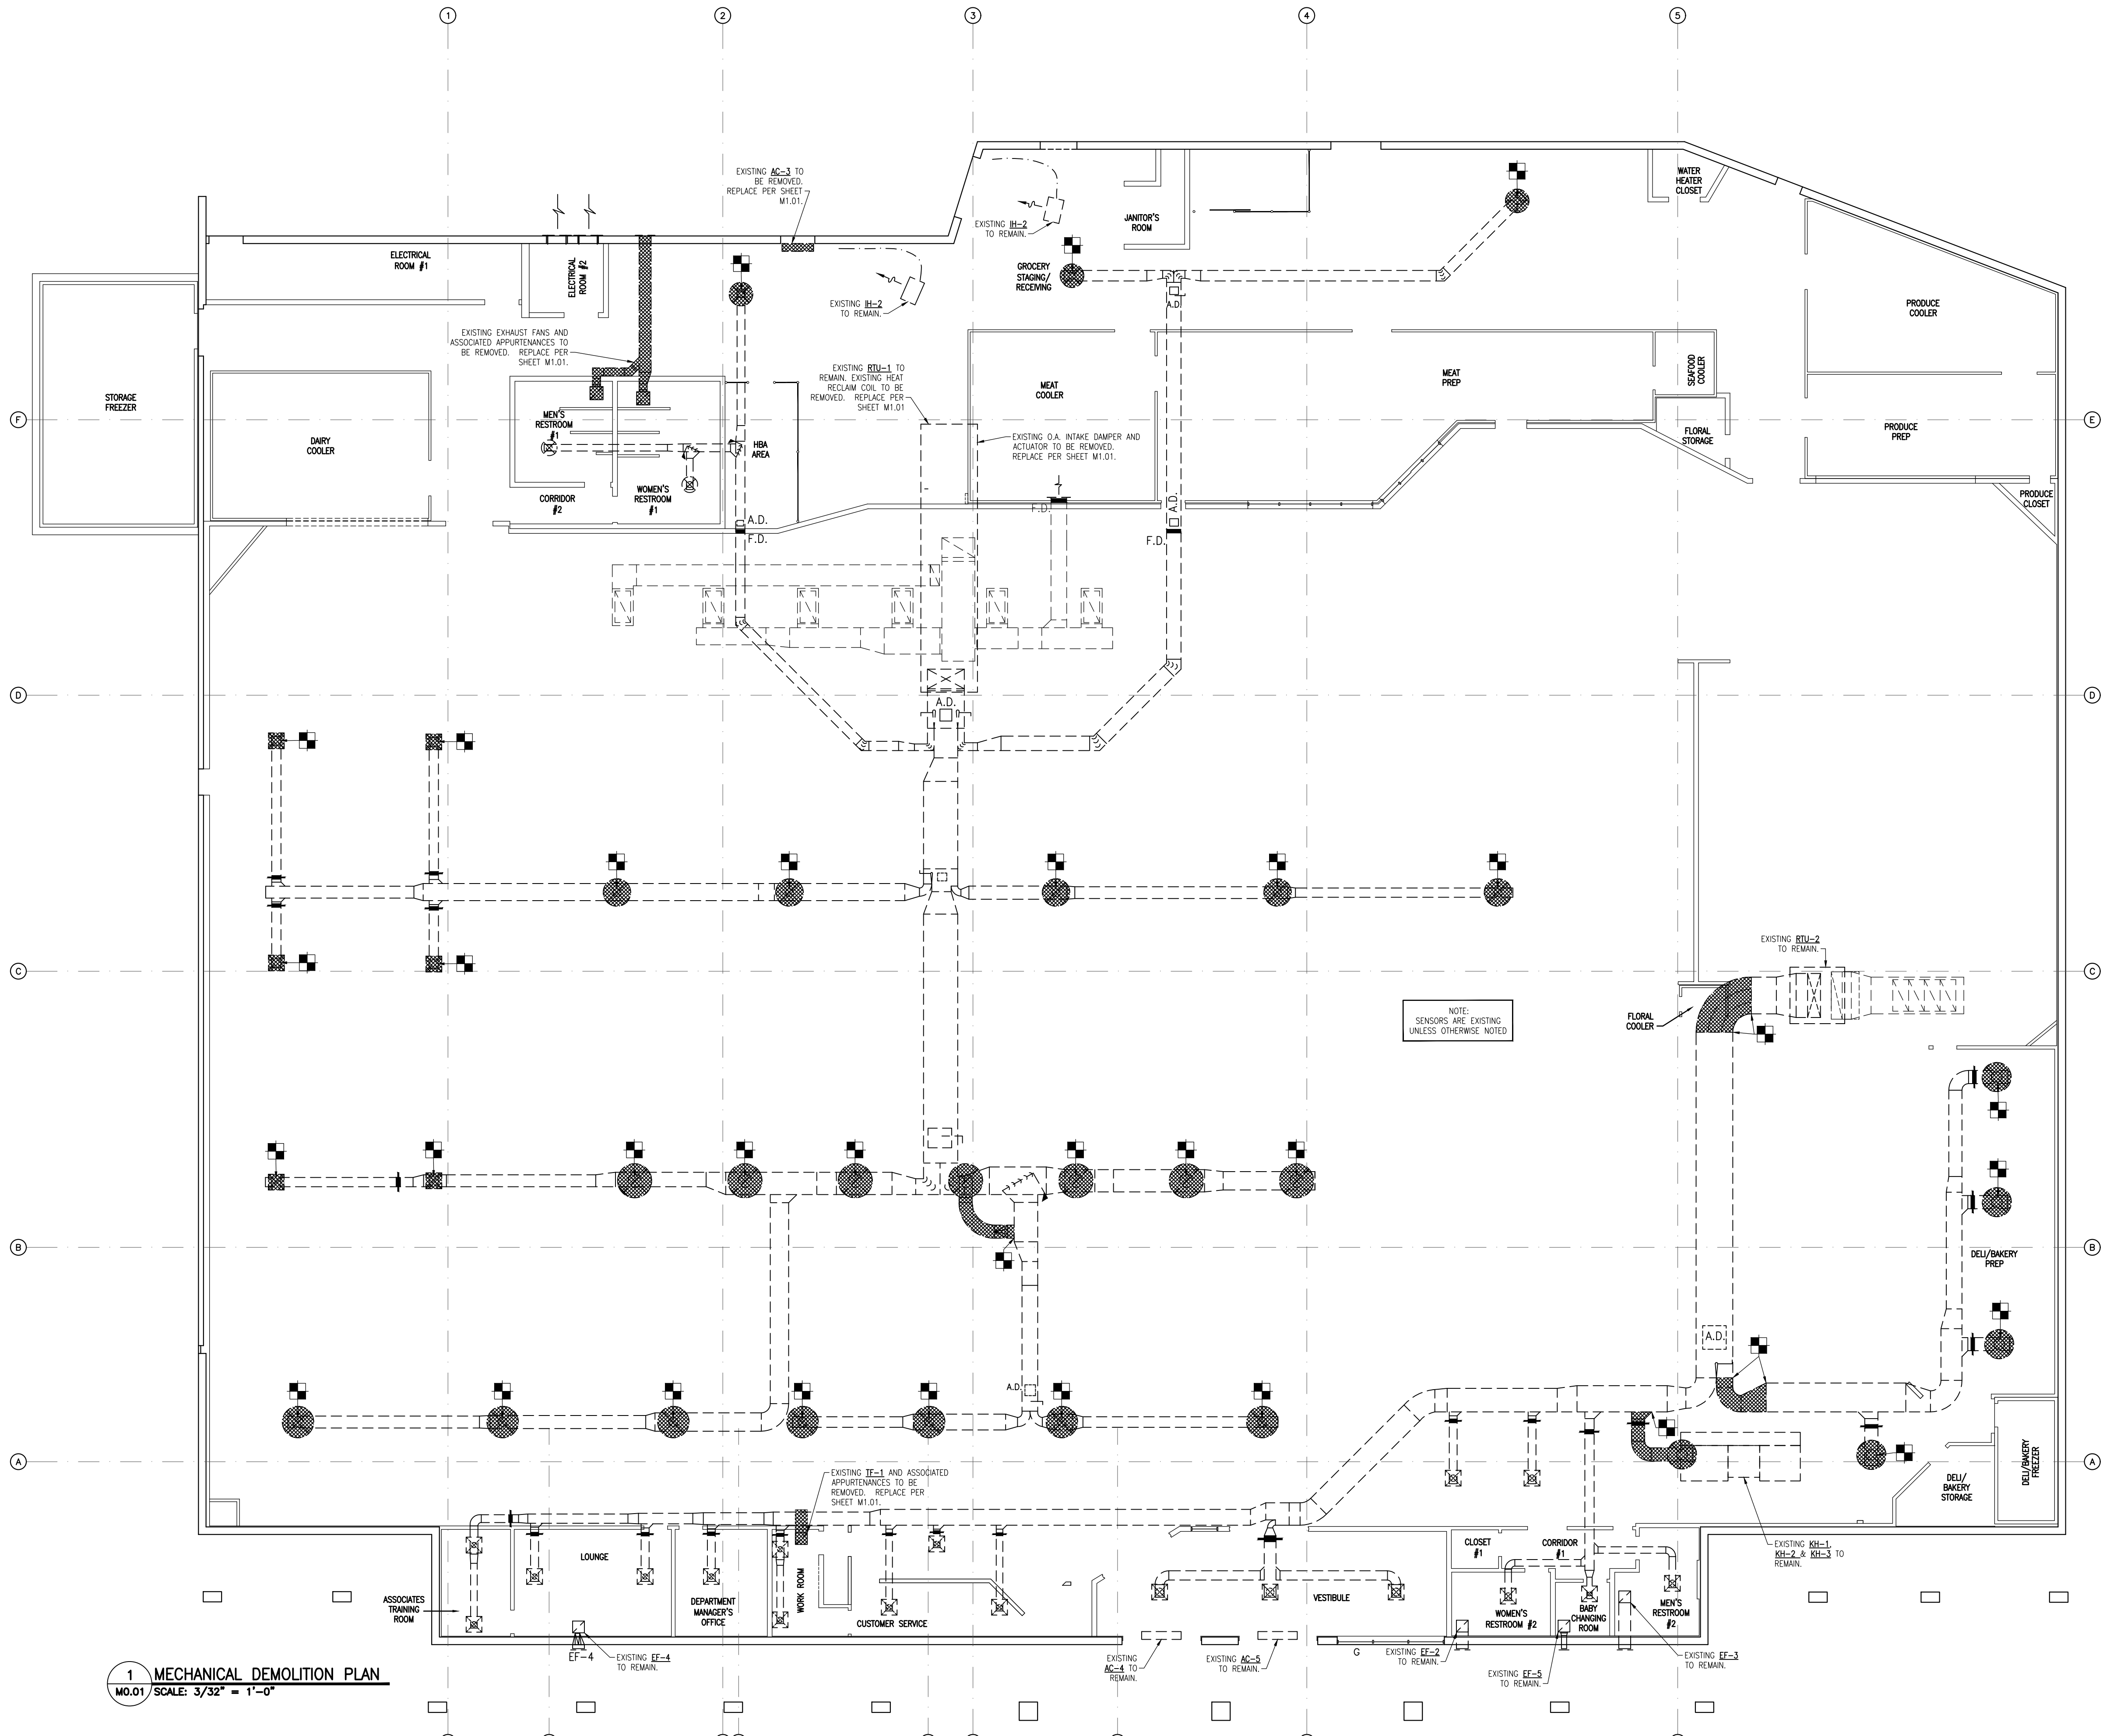 1
2
3
4
5
EXISTING AC-3 TO
BE REMOVED.
REPLACE PER SHEET
M1.01.
WATER
HEATER
CLOSET
JANITOR'S
ROOM
EXISTING IH-2
TO REMAIN.
ELECTRICAL
ROOM #1
ELECTRICAL
ROOM #2
GROCERY
STAGING/
RECEIVING
A.D.
EXISTING IH-2
TO REMAIN.
PRODUCE
COOLER
EXISTING EXHAUST FANS AND
ASSOCIATED APPURTENANCES TO
BE REMOVED. REPLACE PER
SHEET M1.01.
EXISTING RTU-1 TO
REMAIN. EXISTING HEAT
RECLAIM COIL TO BE
REMOVED. REPLACE PER
SHEET M1.01
MEAT
COOLER
MEAT
PREP
SEAFOOD
COOLER
STORAGE
FREEZER
F
E
MEN'S
RESTROOM
#1
DAIRY
COOLER
HBA
AREA
EXISTING O.A. INTAKE DAMPER AND
ACTUATOR TO BE REMOVED.
REPLACE PER SHEET M1.01.
FLORAL
STORAGE
PRODUCE
PREP
CORRIDOR
#2
WOMEN'S
RESTROOM
#1
PRODUCE
CLOSET
A.D.
F.D.
F.D.
A.D.
F.D.
D
D
A.D.
EXISTING RTU-2
TO REMAIN.
C
C
NOTE:
SENSORS ARE EXISTING
UNLESS OTHERWISE NOTED
FLORAL
COOLER
B
B
DELI/BAKERY
PREP
A.D.
A.D.
A
A
EXISTING TF-1 AND ASSOCIATED
APPURTENANCES TO BE
REMOVED. REPLACE PER
SHEET M1.01.
DELI/
BAKERY
STORAGE
DELI/BAKERY
FREEZER
LOUNGE
CLOSET
#1
CORRIDOR
#1
EXISTING KH-1,
KH-2 & KH-3 TO
REMAIN.
ASSOCIATES
TRAINING
ROOM
DEPARTMENT
MANAGER'S
OFFICE
WORK ROOM
CUSTOMER SERVICE
VESTIBULE
WOMEN'S
RESTROOM #2
BABY
CHANGING
ROOM
MEN'S
RESTROOM
#2
EF-4
EXISTING EF-4
TO REMAIN.
EXISTING
AC-4 TO
REMAIN.
EXISTING AC-5
TO REMAIN.
G
EXISTING EF-2
TO REMAIN.
EXISTING EF-5
TO REMAIN.
EXISTING EF-3
TO REMAIN.
1
M0.01
MECHANICAL DEMOLITION PLAN
SCALE: 3/32" = 1'-0"